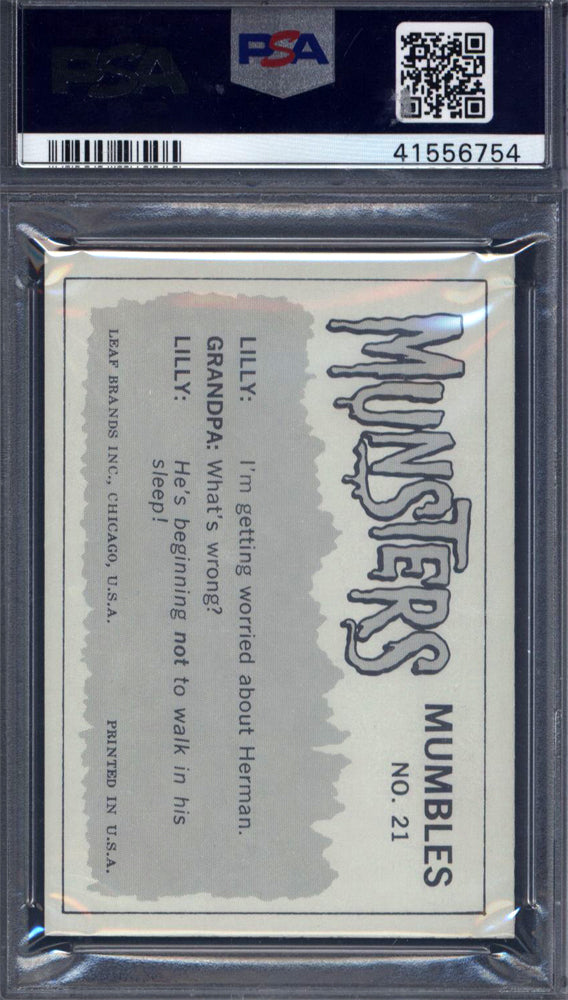 PSA
PSA
41556754
MUNSTERS
MUMBLES
NO. 21
LILLY: I'm getting worried about Herman.
GRANDPA: What's wrong?
LILLY: He's beginning not to walk in his
sleep!
LEAF BRANDS INC., CHICAGO, U.S.A. PRINTED IN U.S.A.